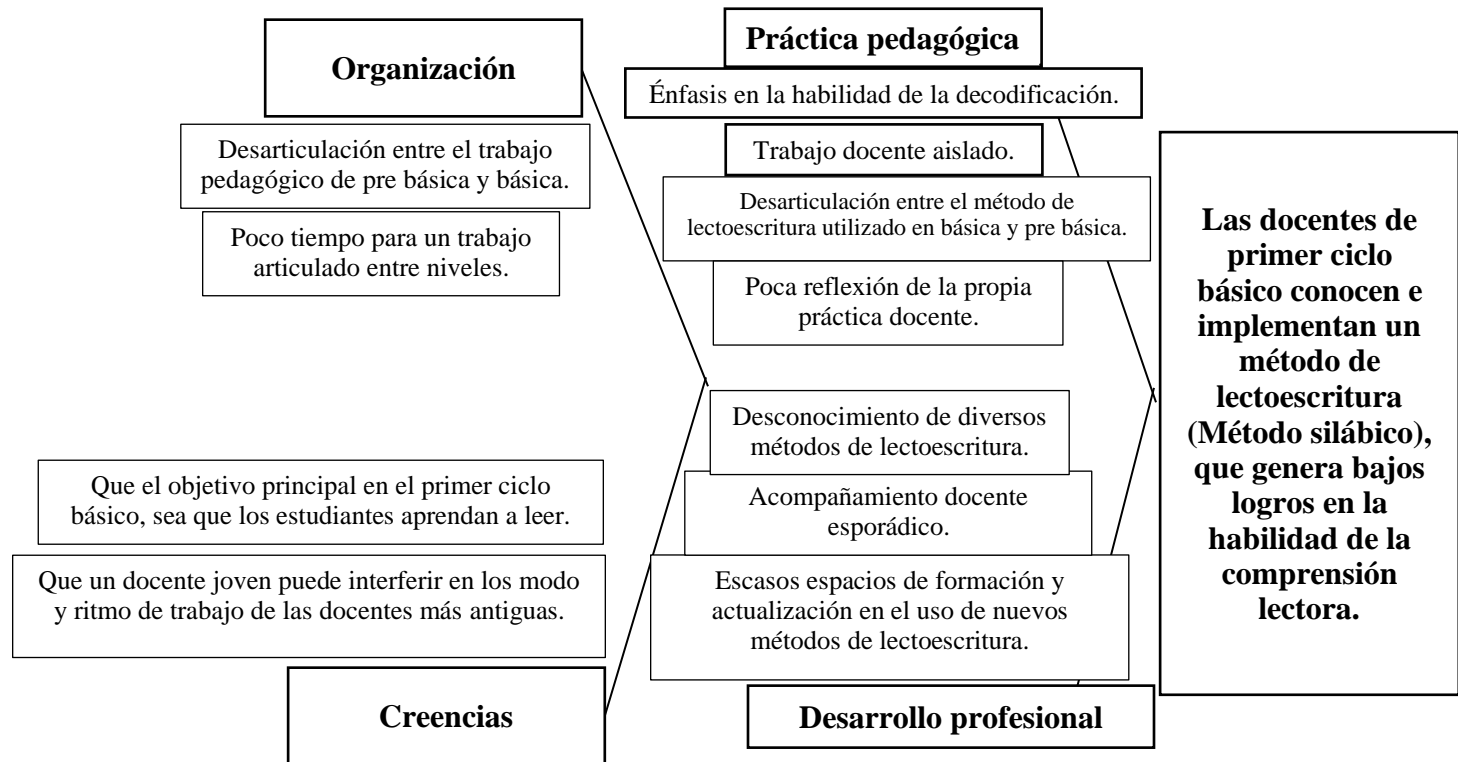 Organización
Desarticulación entre el trabajo
pedagógico de pre básica y básica.
Poco tiempo para un trabajo
articulado entre niveles.
Práctica pedagógica
Énfasis en la habilidad de la decodificación.
Trabajo docente aislado.
Desarticulación entre el método de
lectoescritura utilizado en básica y pre básica.
Poca reflexión de la propia
práctica docente.
Que el objetivo principal en el primer ciclo
básico, sea que los estudiantes aprendan a leer.
Que un docente joven puede interferir en los modo
y ritmo de trabajo de las docentes más antiguas.
Creencias
Desconocimiento de diversos
métodos de lectoescritura.
Acompañamiento docente
esporádico.
Escasos espacios de formación y
actualización en el uso de nuevos
métodos de lectoescritura.
Desarrollo profesional
Las docentes de
primer ciclo
básico conocen e
implementan un
método de
lectoescritura
(Método silábico),
que genera bajos
logros en la
habilidad de la
comprensión
lectora.